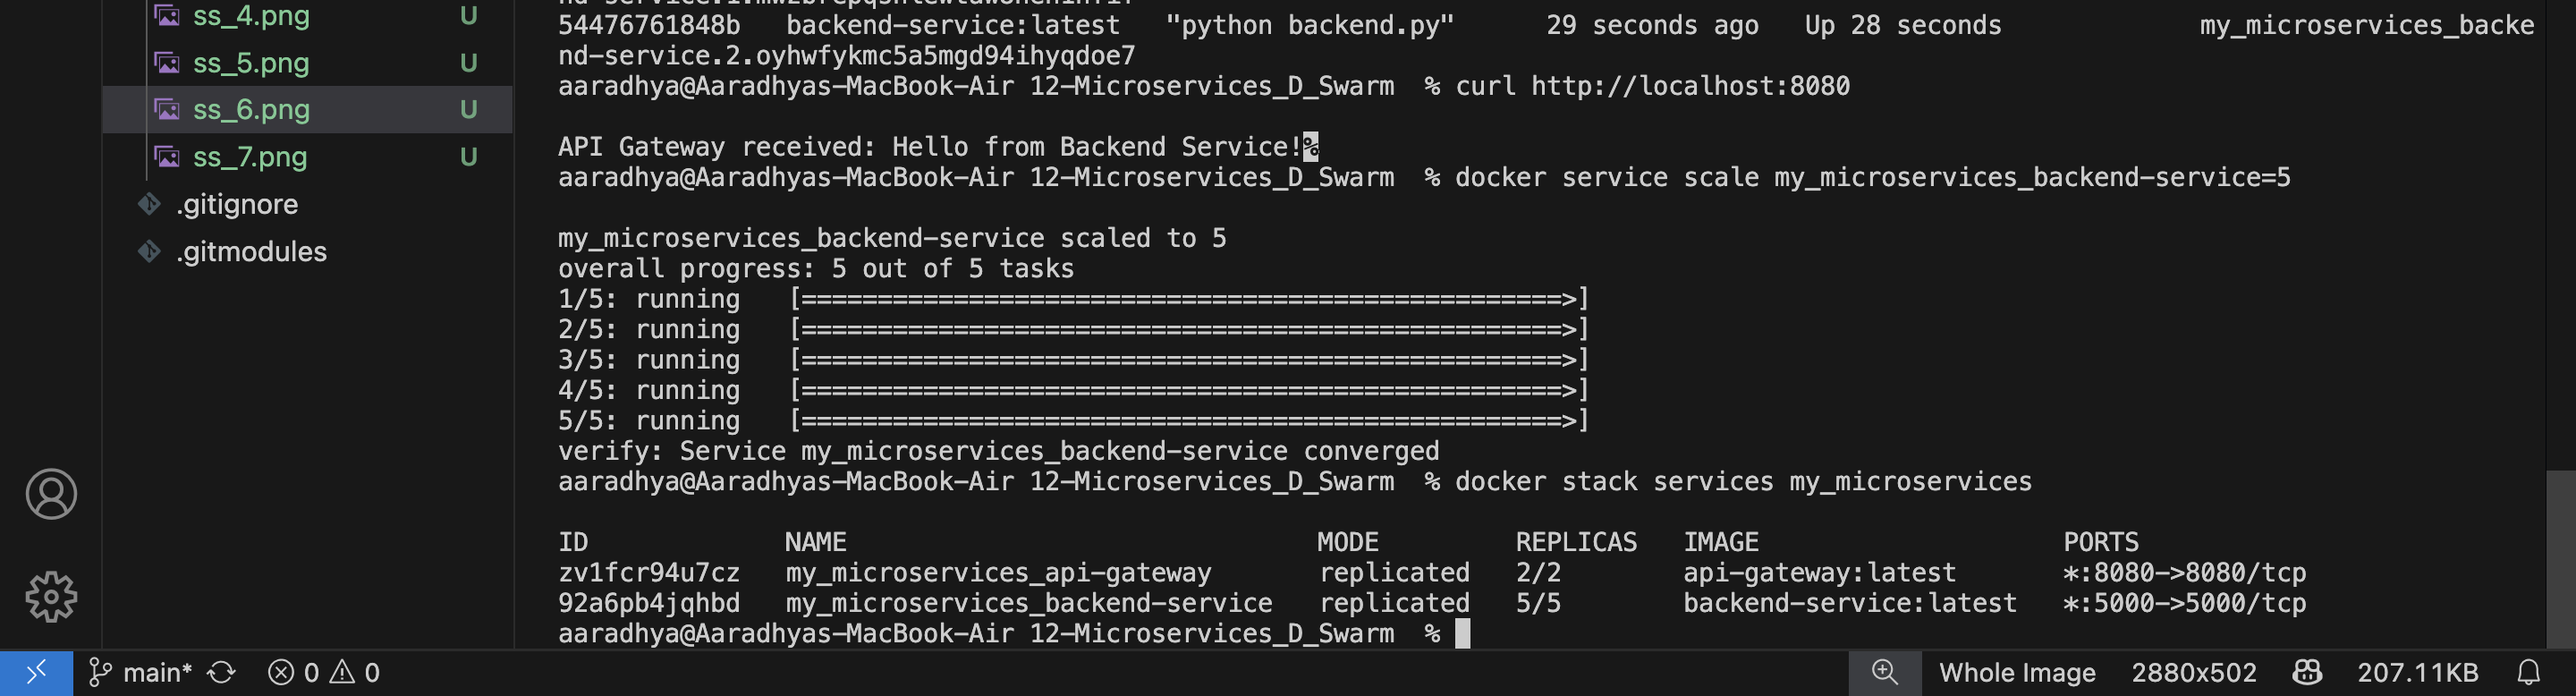 ss_4.png U
ss_5.png U
ss_6.png U
ss_7.png U
.gitignore
.gitmodules
54476761848b backend-service:latest "python backend.py" 29 seconds ago Up 28 seconds my_microservices_backe
nd-service.2.oyhwfykmc5a5mgd94ihyqdoe7
aaradhya@Aaradhyas-MacBook-Air 12-Microservices_D_Swarm % curl http://localhost:8080
API Gateway received: Hello from Backend Service!%
aaradhya@Aaradhyas-MacBook-Air 12-Microservices_D_Swarm % docker service scale my_microservices_backend-service=5
my_microservices_backend-service scaled to 5
overall progress: 5 out of 5 tasks
1/5: running [==================================================>]
2/5: running [==================================================>]
3/5: running [==================================================>]
4/5: running [==================================================>]
5/5: running [==================================================>]
verify: Service my_microservices_backend-service converged
aaradhya@Aaradhyas-MacBook-Air 12-Microservices_D_Swarm % docker stack services my_microservices
ID NAME MODE REPLICAS IMAGE PORTS
zv1fcr94u7cz my_microservices_api-gateway replicated 2/2 api-gateway:latest *:8080->8080/tcp
92a6pb4jqhbd my_microservices_backend-service replicated 5/5 backend-service:latest *:5000->5000/tcp
aaradhya@Aaradhyas-MacBook-Air 12-Microservices_D_Swarm %
main* 0 0 Whole Image 2880x502 207.11KB